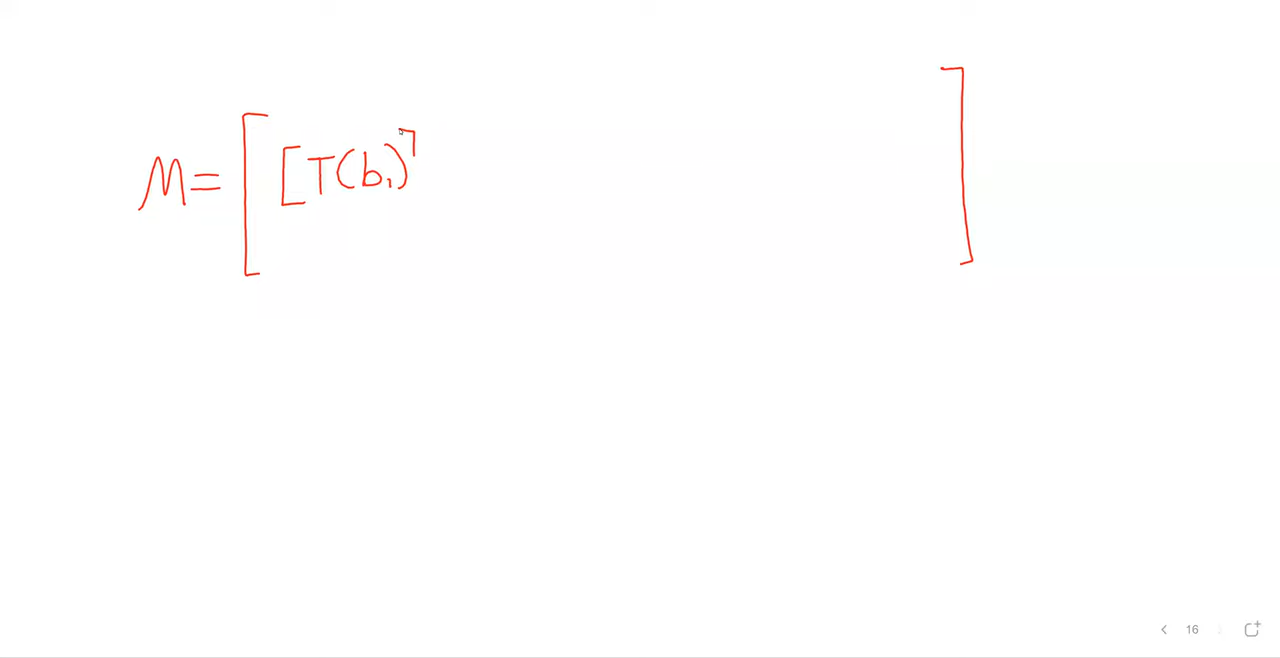 M = [ [T(b₁)] ]
16